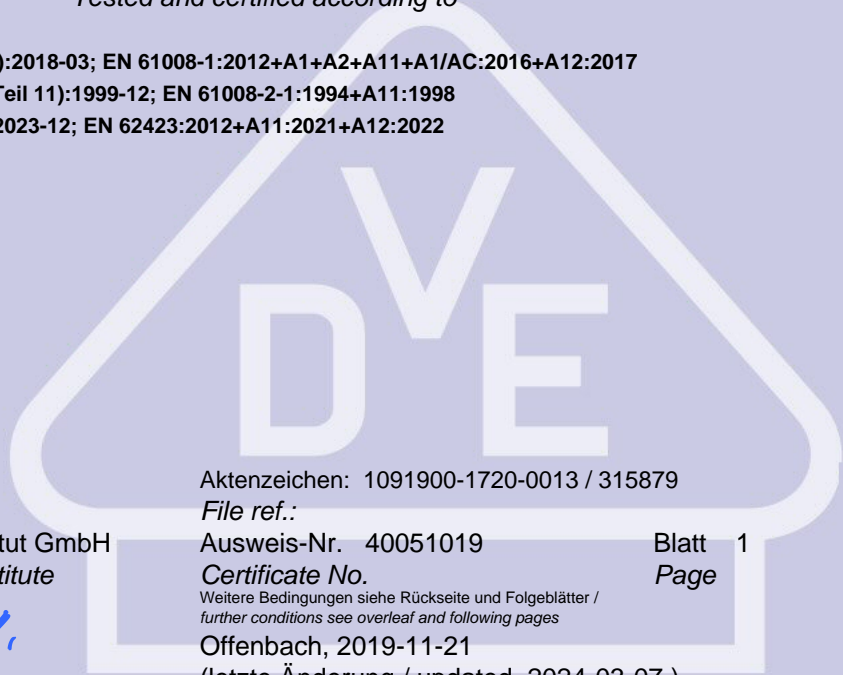 Tested and certified according to
):2018-03; EN 61008-1:2012+A1+A2+A11+A1/AC:2016+A12:2017
Teil 11):1999-12; EN 61008-2-1:1994+A11:1998
2023-12; EN 62423:2012+A11:2021+A12:2022
VDE
Aktenzeichen: 1091900-1720-0013 / 315879
File ref.:
tut GmbH Ausweis-Nr. 40051019 Blatt 1
titute Certificate No. Page
Weitere Bedingungen siehe Rückseite und Folgeblätter /
further conditions see overleaf and following pages
Offenbach, 2019-11-21
(letzte Änderung / updated 2024-03-07 )